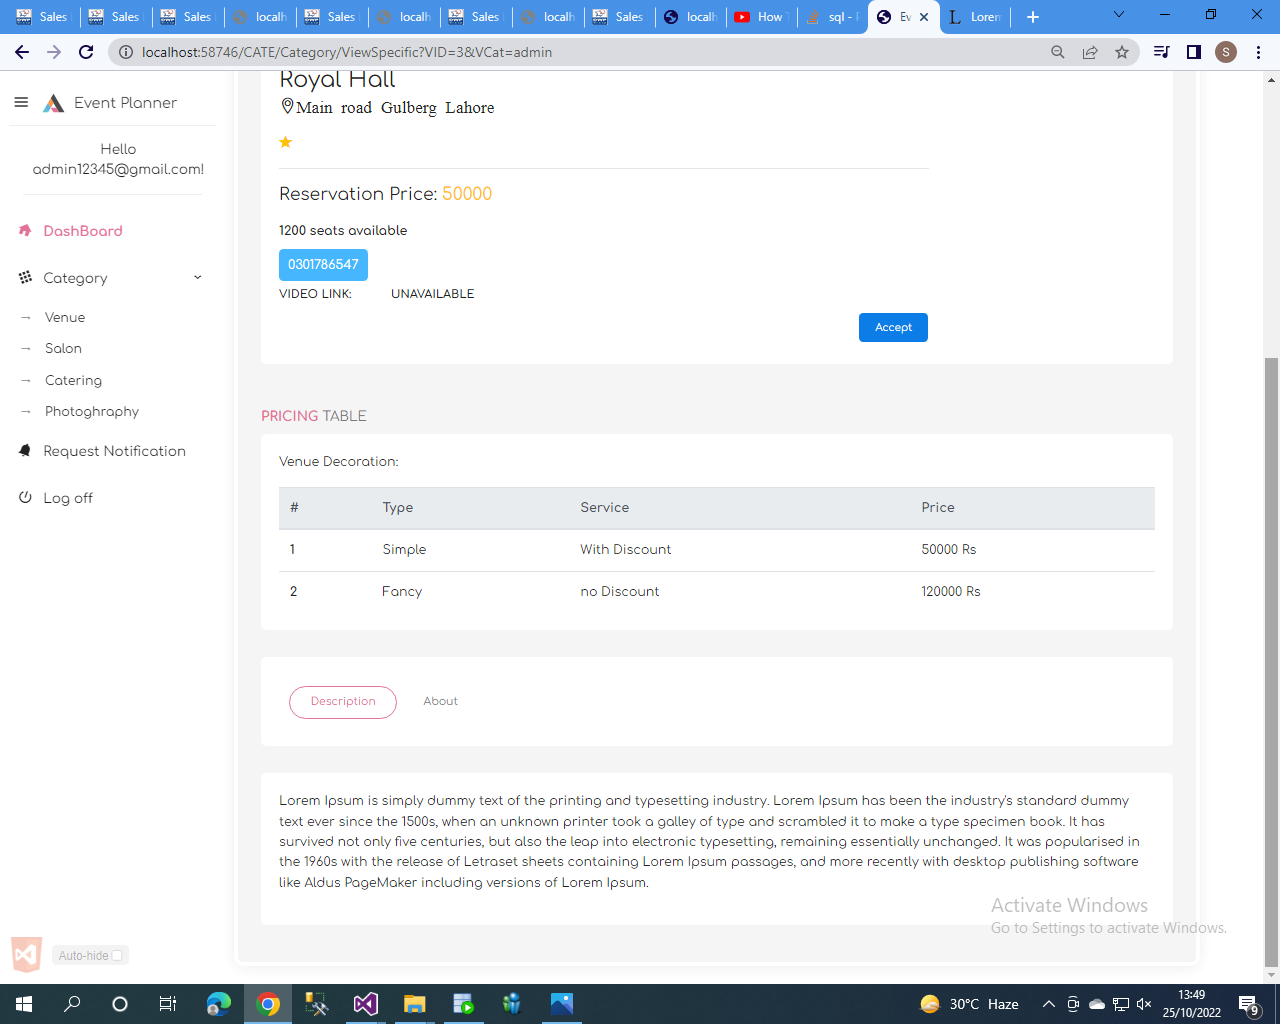 Sales
Sales
Sales
localh
Sales
localh
Sales
localh
Sales
localh
How
sql -
Ev
Lorem
localhost:58746/CATE/Category/ViewSpecific?VID=3&VCat=admin
S
Event Planner
Hello
admin12345@gmail.com!
DashBoard
Category
Venue
Salon
Catering
Photoghraphy
Request Notification
Log off
Royal Hall
Main road Gulberg Lahore
Reservation Price: 50000
1200 seats available
0301786547
VIDEO LINK: UNAVAILABLE
Accept
PRICING TABLE
Venue Decoration:
# Type Service Price
1 Simple With Discount 50000 Rs
2 Fancy no Discount 120000 Rs
Description About
Lorem Ipsum is simply dummy text of the printing and typesetting industry. Lorem Ipsum has been the industry's standard dummy
text ever since the 1500s, when an unknown printer took a galley of type and scrambled it to make a type specimen book. It has
survived not only five centuries, but also the leap into electronic typesetting, remaining essentially unchanged. It was popularised in
the 1960s with the release of Letraset sheets containing Lorem Ipsum passages, and more recently with desktop publishing software
like Aldus PageMaker including versions of Lorem Ipsum.
Activate Windows
Go to Settings to activate Windows.
Auto-hide
30°C Haze
13:49
25/10/2022
9